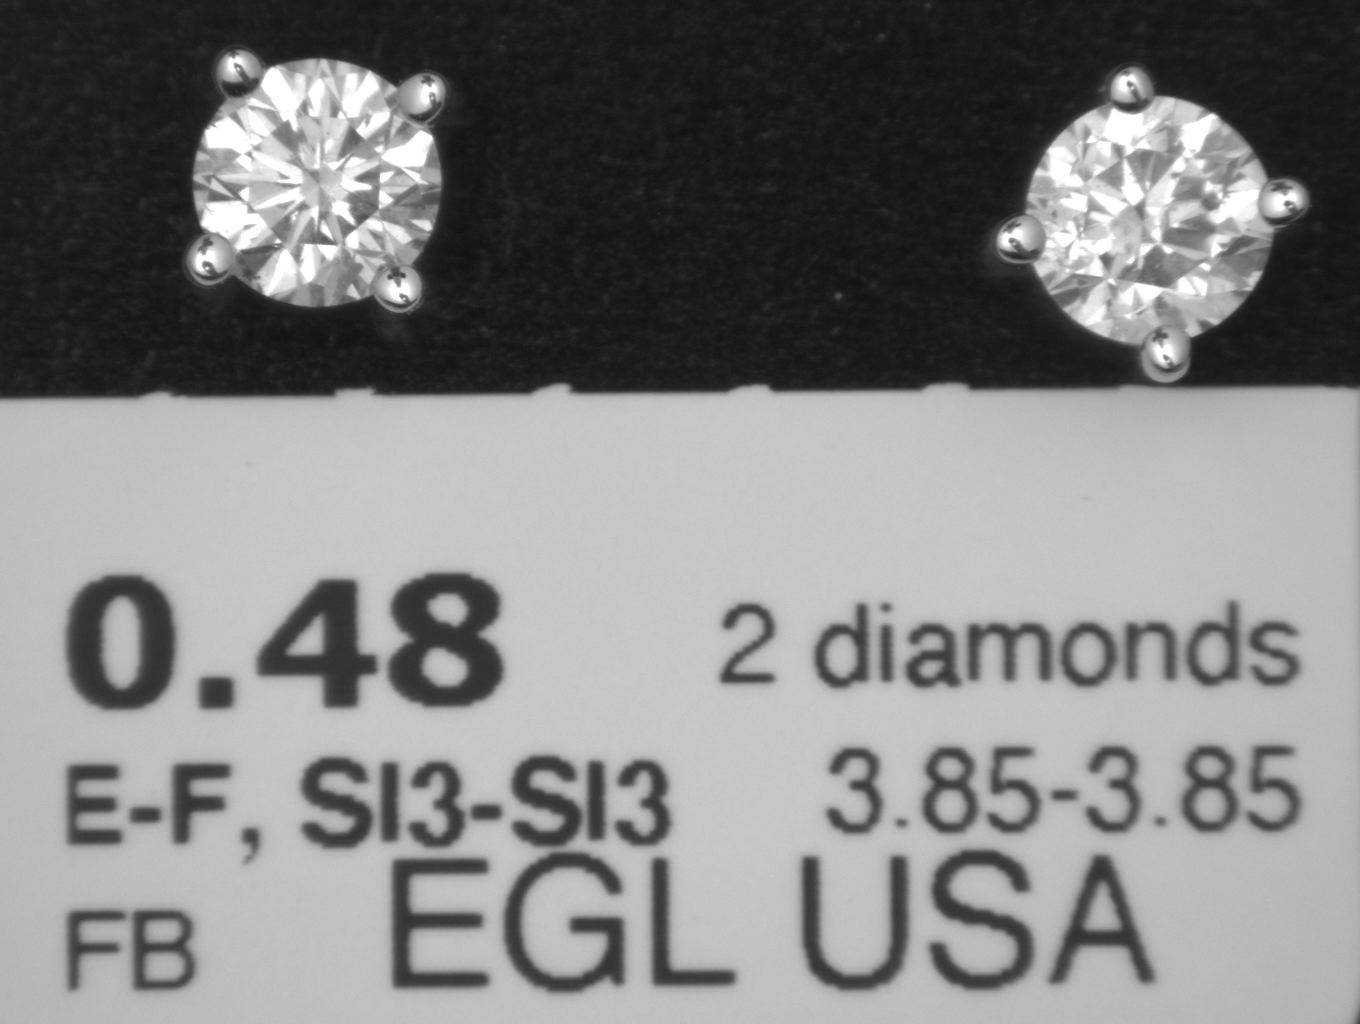 0.48 2 diamonds
E-F, SI3-SI3 3.85-3.85
FB EGL USA